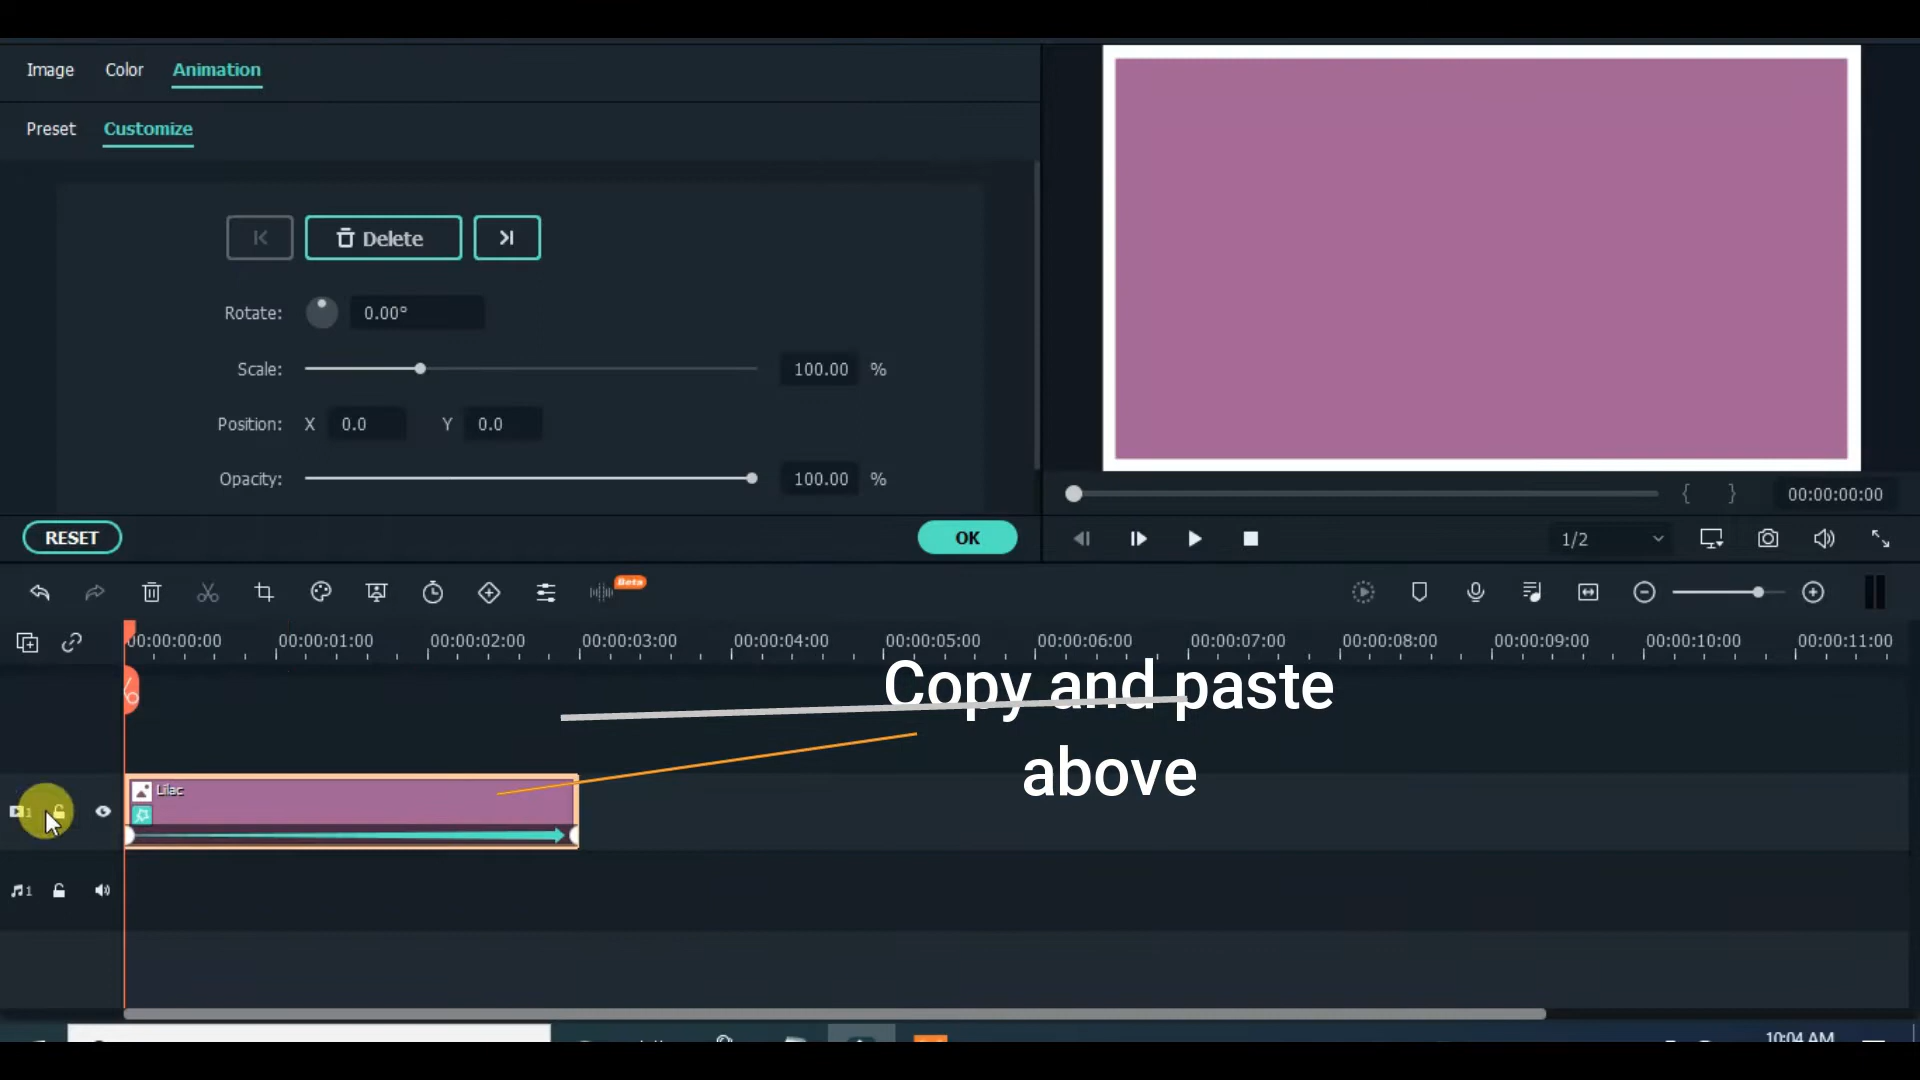 Image Color Animation
Preset Customize
Delete
Rotate: 0.00°
Scale: 100.00 %
Position: X 0.0 Y 0.0
Opacity: 100.00 %
RESET OK
{ } 00:00:00:00
1/2
Beta
00:00:00:00 00:00:01:00 00:00:02:00 00:00:03:00 00:00:04:00 00:00:05:00 00:00:06:00 00:00:07:00 00:00:08:00 00:00:09:00 00:00:10:00 00:00:11:00
Copy and paste
above
Lilac
1
1
10:04 AM